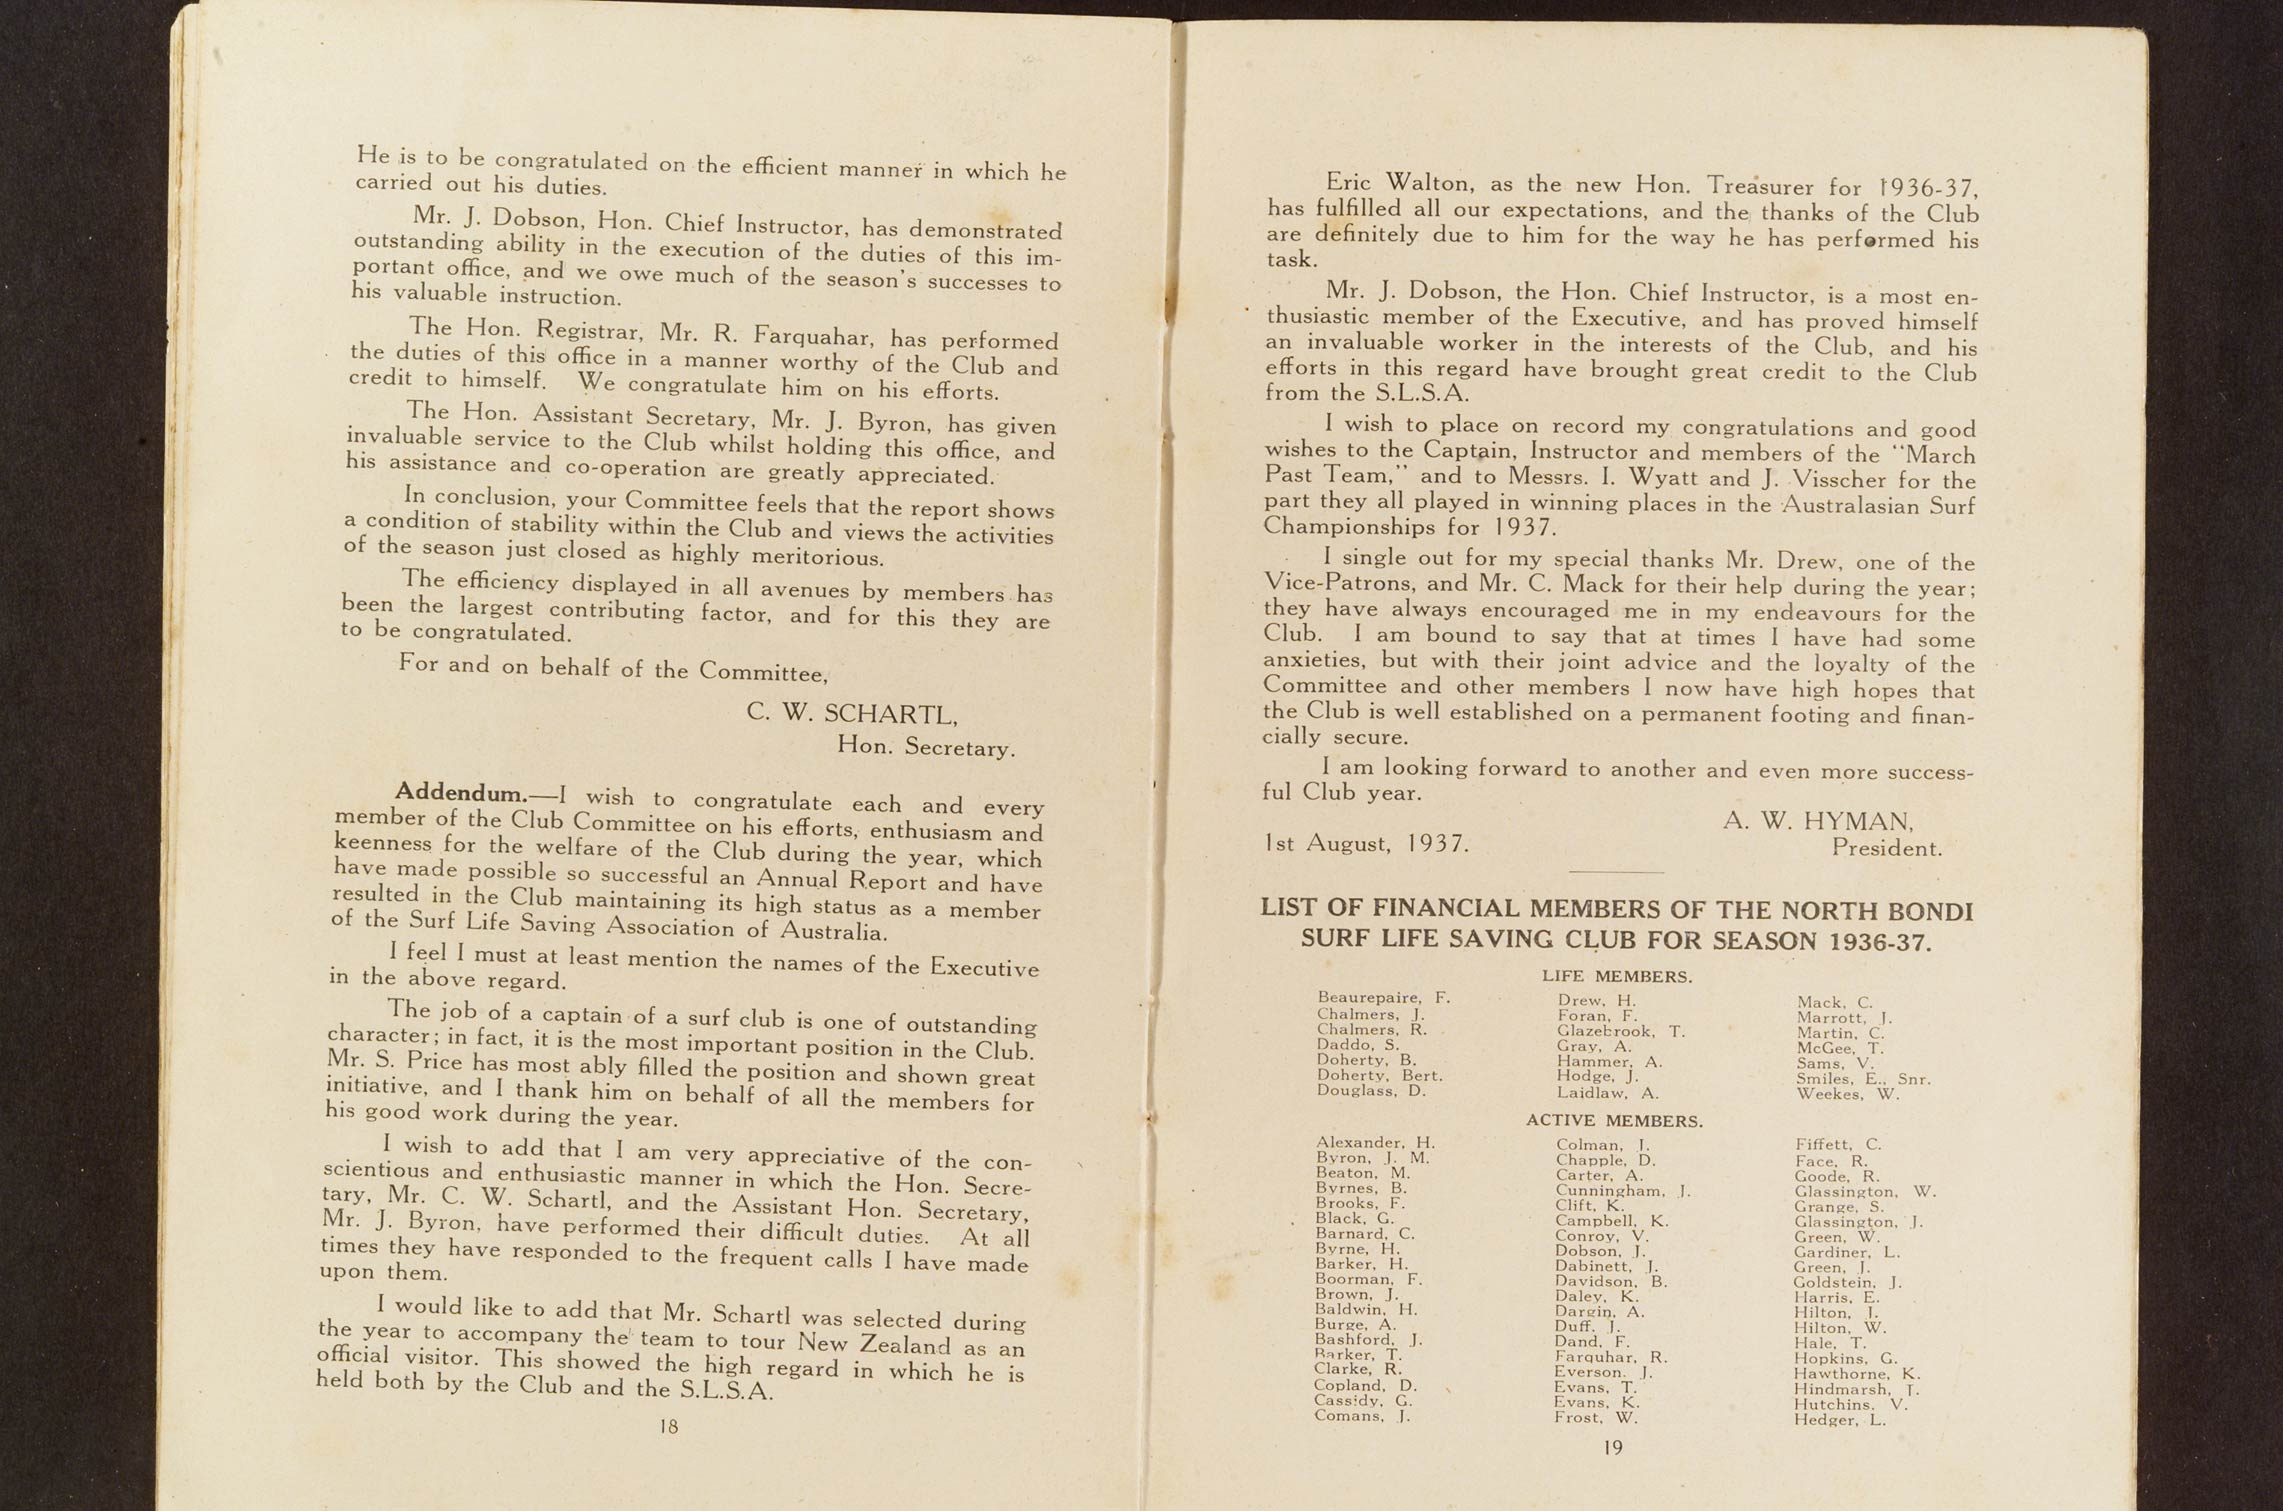 He is to be congratulated on the efficient manner in which he
carried out his duties.
Mr. J. Dobson, Hon. Chief Instructor, has demonstrated
outstanding ability in the execution of the duties of this im-
portant office, and we owe much of the season's successes to
his valuable instruction.
The Hon. Registrar, Mr. R. Farquahar, has performed
the duties of this office in a manner worthy of the Club and
credit to himself. We congratulate him on his efforts.
The Hon. Assistant Secretary, Mr. J. Byron, has given
invaluable service to the Club whilst holding this office, and
his assistance and co-operation are greatly appreciated.
In conclusion, your Committee feels that the report shows
a condition of stability within the Club and views the activities
of the season just closed as highly meritorious.
The efficiency displayed in all avenues by members has
been the largest contributing factor, and for this they are
to be congratulated.
For and on behalf of the Committee,
C. W. SCHARTL,
Hon. Secretary.
Addendum.—I wish to congratulate each and every
member of the Club Committee on his efforts, enthusiasm and
keenness for the welfare of the Club during the year, which
have made possible so successful an Annual Report and have
resulted in the Club maintaining its high status as a member
of the Surf Life Saving Association of Australia.
I feel I must at least mention the names of the Executive
in the above regard.
The job of a captain of a surf club is one of outstanding
character; in fact, it is the most important position in the Club.
Mr. S. Price has most ably filled the position and shown great
initiative, and I thank him on behalf of all the members for
his good work during the year.
I wish to add that I am very appreciative of the con-
scientious and enthusiastic manner in which the Hon. Secre-
tary, Mr. C. W. Schartl, and the Assistant Hon. Secretary,
Mr. J. Byron, have performed their difficult duties. At all
times they have responded to the frequent calls I have made
upon them.
I would like to add that Mr. Schartl was selected during
the year to accompany the team to tour New Zealand as an
official visitor. This showed the high regard in which he is
held both by the Club and the S.L.S.A.
18
Eric Walton, as the new Hon. Treasurer for 1936-37,
has fulfilled all our expectations, and the thanks of the Club
are definitely due to him for the way he has performed his
task.
Mr. J. Dobson, the Hon. Chief Instructor, is a most en-
thusiastic member of the Executive, and has proved himself
an invaluable worker in the interests of the Club, and his
efforts in this regard have brought great credit to the Club
from the S.L.S.A.
I wish to place on record my congratulations and good
wishes to the Captain, Instructor and members of the "March
Past Team," and to Messrs. I. Wyatt and J. Visscher for the
part they all played in winning places in the Australasian Surf
Championships for 1937.
I single out for my special thanks Mr. Drew, one of the
Vice-Patrons, and Mr. C. Mack for their help during the year;
they have always encouraged me in my endeavours for the
Club. I am bound to say that at times I have had some
anxieties, but with their joint advice and the loyalty of the
Committee and other members I now have high hopes that
the Club is well established on a permanent footing and finan-
cially secure.
I am looking forward to another and even more success-
ful Club year.
A. W. HYMAN,
1st August, 1937. President.
LIST OF FINANCIAL MEMBERS OF THE NORTH BONDI
SURF LIFE SAVING CLUB FOR SEASON 1936-37.
LIFE MEMBERS.
Beaurepaire, F.
Chalmers, J.
Chalmers, R.
Daddo, S.
Doherty, B.
Doherty, Bert.
Douglass, D.
Drew, H.
Foran, F.
Glazebrook, T.
Gray, A.
Hammer, A.
Hodge, J.
Laidlaw, A.
Mack, C.
Marrott, J.
Martin, C.
McGee, T.
Sams, V.
Smiles, E., Snr.
Weekes, W.
ACTIVE MEMBERS.
Alexander, H.
Byron, J. M.
Beaton, M.
Byrnes, B.
Brooks, F.
Black, G.
Barnard, C.
Byrne, H.
Barker, H.
Boorman, F.
Brown, J.
Baldwin, H.
Burge, A.
Bashford, J.
Barker, T.
Clarke, R.
Copland, D.
Cassidy, G.
Comans, J.
Colman, J.
Chapple, D.
Carter, A.
Cunningham, J.
Clift, K.
Campbell, K.
Conroy, V.
Dobson, J.
Dabinett, J.
Davidson, B.
Daley, K.
Dargin, A.
Duff, J.
Dand, F.
Farquhar, R.
Everson, J.
Evans, T.
Evans, K.
Frost, W.
Fiffett, C.
Face, R.
Goode, R.
Glassington, W.
Grange, S.
Glassington, J.
Green, W.
Gardiner, L.
Green, J.
Goldstein, J.
Harris, E.
Hilton, J.
Hilton, W.
Hale, T.
Hopkins, G.
Hawthorne, K.
Hindmarsh, J.
Hutchins, V.
Hedger, L.
19